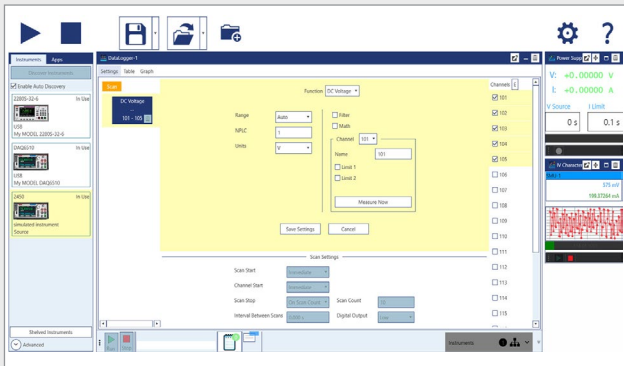 Instruments Apps
Discover Instruments
Enable Auto Discovery
2280S-32-6 In Use
USB
My MODEL 2280S-32-6
DAQ6510 In Use
USB
My MODEL DAQ6510
2450 In Use
simulated instrument
Source
Shelved Instruments
Advanced
DataLogger-1
Settings Table Graph
Scan
DC Voltage
...
101 - 105
Function DC Voltage
Range Auto
NPLC 1
Units V
Filter
Math
Channel 101
Name 101
Limit 1
Limit 2
Measure Now
Save Settings Cancel
Scan Settings
Scan Start Immediate
Channel Start Immediate
Scan Stop On Scan Count Scan Count 10
Interval Between Scans Digital Output
Channels E
101
102
103
104
105
106
107
108
109
110
111
112
113
114
115
Run Stop
Instruments
Power Supp
V: +0.00000 V
I: +0.00000 A
V Source I Limit
0 s 0.1 s
IV Character
SMU-1
575 mV
?